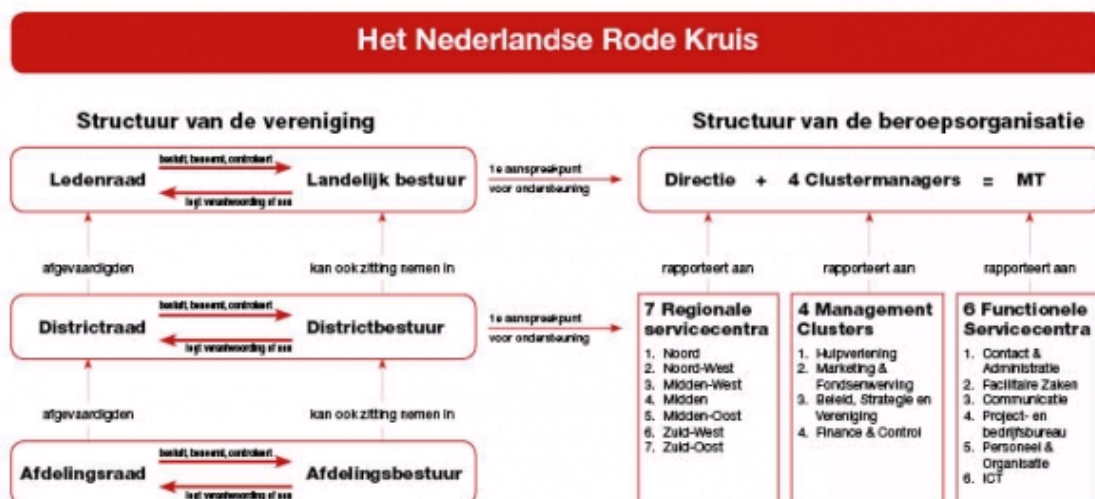 Het Nederlandse Rode Kruis
Structuur van de vereniging
Structuur van de beroepsorganisatie
Ledenraad
besluit, benoemt, controleert
legt verantwoording af aan
Landelijk bestuur
1e aanspreekpunt
voor ondersteuning
Directie + 4 Clustermanagers = MT
afgevaardigden
kan ook zitting nemen in
rapporteert aan
rapporteert aan
rapporteert aan
Districtraad
besluit, benoemt, controleert
legt verantwoording af aan
Districtbestuur
1e aanspreekpunt
voor ondersteuning
7 Regionale
servicecentra
1. Noord
2. Noord-West
3. Midden-West
4. Midden
5. Midden-Oost
6. Zuid-West
7. Zuid-Oost
4 Management
Clusters
1. Hulpverlening
2. Marketing &
Fondsenwerving
3. Beleid, Strategie en
Vereniging
4. Finance & Control
6 Functionele
Servicecentra
1. Contact &
Administratie
2. Facilitaire Zaken
3. Communicatie
4. Project- en
bedrijfsbureau
5. Personeel &
Organisatie
6. ICT
afgevaardigden
kan ook zitting nemen in
Afdelingsraad
besluit, benoemt, controleert
legt verantwoording af aan
Afdelingsbestuur